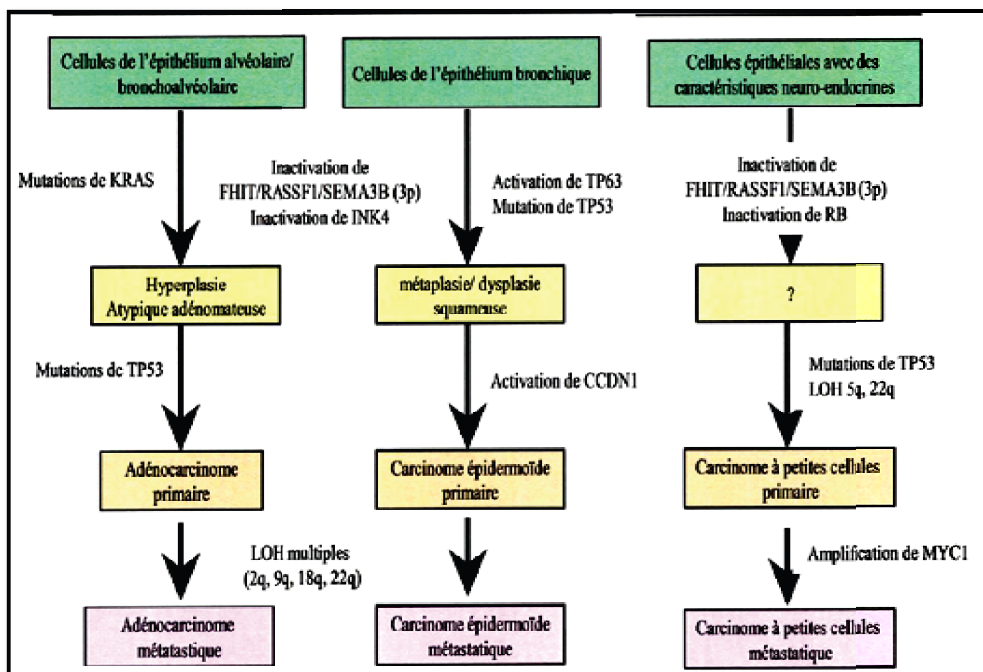 Cellules de l'épithélium alvéolaire/
bronchoalvéolaire
Cellules de l'épithélium bronchique
Cellules épithéliales avec des
caractéristiques neuro-endocrines
Mutations de KRAS
Inactivation de
FHIT/RASSF1/SEMA3B (3p)
Inactivation de INK4
Activation de TP63
Mutation de TP53
Inactivation de
FHIT/RASSF1/SEMA3B (3p)
Inactivation de RB
Hyperplasie
Atypique adénomateuse
métaplasie/ dysplasie
squameuse
?
Mutations de TP53
Activation de CCDN1
Mutations de TP53
LOH 5q, 22q
Adénocarcinome
primaire
Carcinome épidermoïde
primaire
Carcinome à petites cellules
primaire
LOH multiples
(2q, 9q, 18q, 22q)
Amplification de MYC1
Adénocarcinome
métatastique
Carcinome épidermoïde
métastatique
Carcinome à petites cellules
métastatique